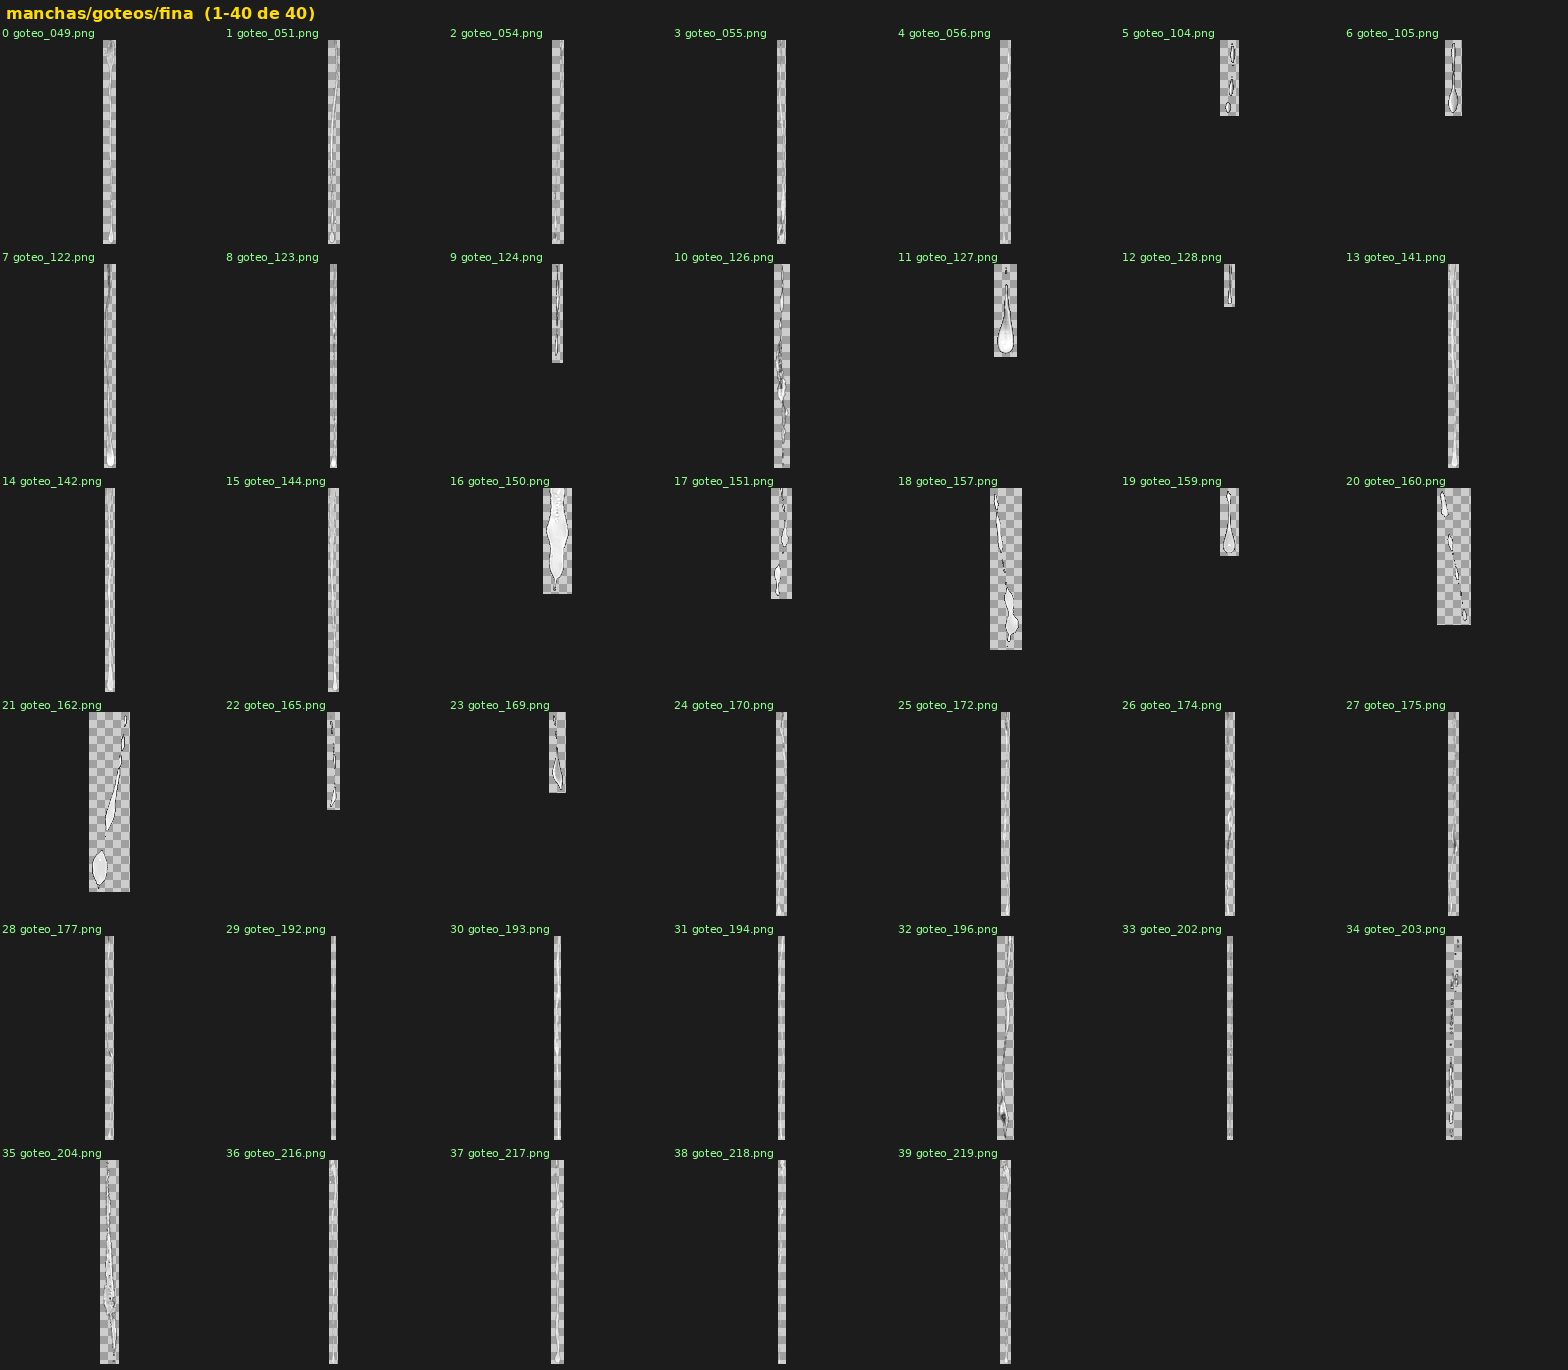 manchas/goteos/fina (1-40 de 40)
0 goteo_049.png 1 goteo_051.png 2 goteo_054.png 3 goteo_055.png 4 goteo_056.png 5 goteo_104.png 6 goteo_105.png
7 goteo_122.png 8 goteo_123.png 9 goteo_124.png 10 goteo_126.png 11 goteo_127.png 12 goteo_128.png 13 goteo_141.png
14 goteo_142.png 15 goteo_144.png 16 goteo_150.png 17 goteo_151.png 18 goteo_157.png 19 goteo_159.png 20 goteo_160.png
21 goteo_162.png 22 goteo_165.png 23 goteo_169.png 24 goteo_170.png 25 goteo_172.png 26 goteo_174.png 27 goteo_175.png
28 goteo_177.png 29 goteo_192.png 30 goteo_193.png 31 goteo_194.png 32 goteo_196.png 33 goteo_202.png 34 goteo_203.png
35 goteo_204.png 36 goteo_216.png 37 goteo_217.png 38 goteo_218.png 39 goteo_219.png